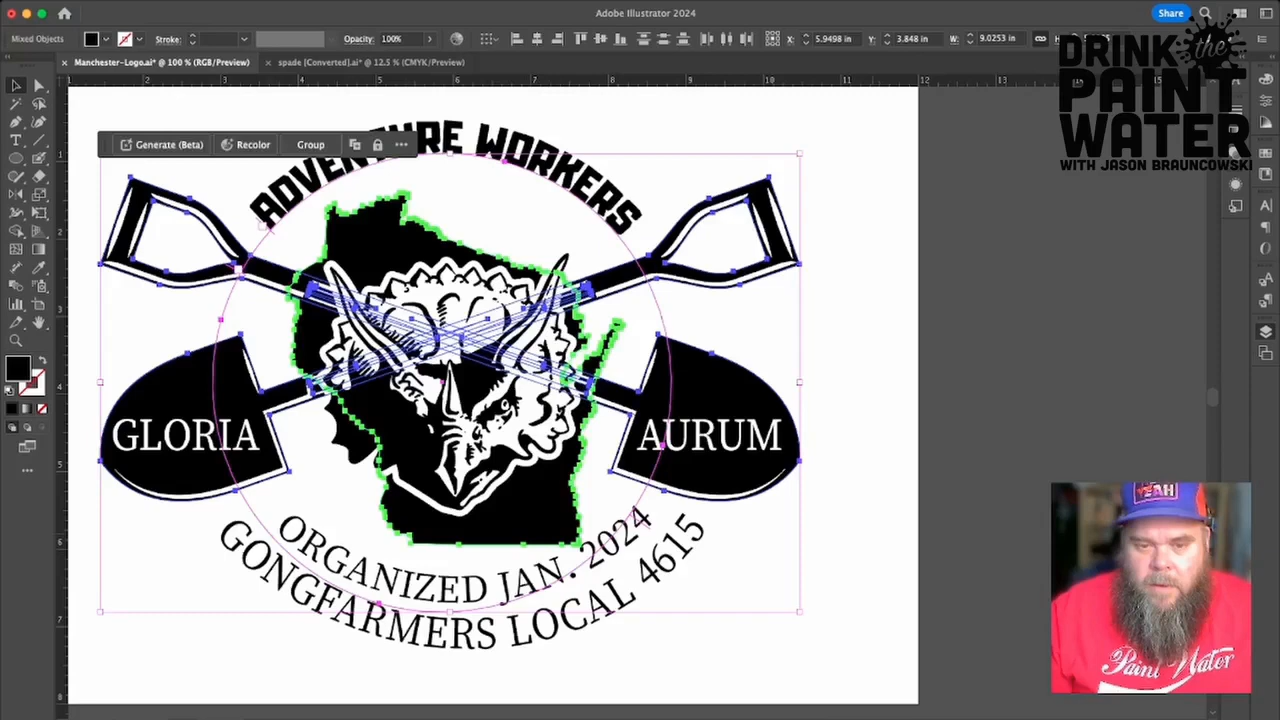 Adobe Illustrator 2024
Share
Mixed Objects
Stroke:
Opacity:
100%
X:
5.9498 in
Y:
3.848 in
W:
9.0253 in
Manchester-Logo.ai* @ 100 % (RGB/Preview)
spade [Converted].ai* @ 12.5 % (CMYK/Preview)
DRINK the
PAINT
WATER
WITH JASON BRAUNCOWSKI
Generate (Beta)
Recolor
Group
ADVENTURE WORKERS
GLORIA
AURUM
ORGANIZED JAN. 2024
GONGFARMERS LOCAL 4615
YEAH
Paint Water